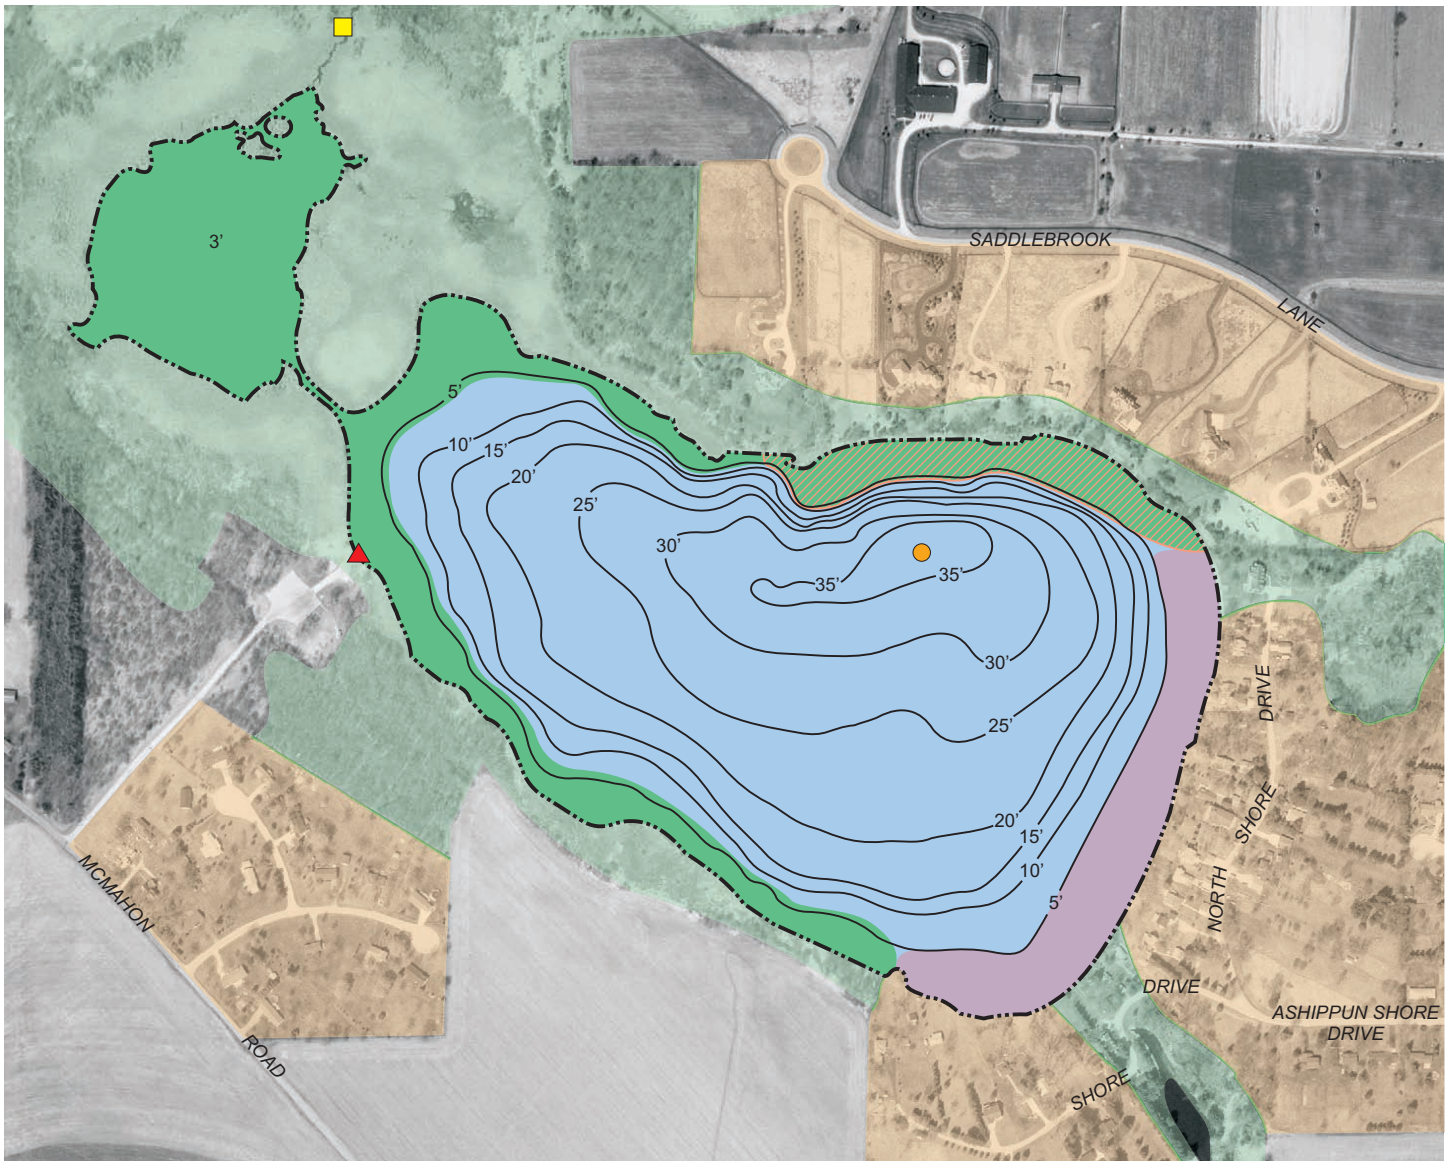 3'
SADDLEBROOK
LANE
5'
10'
15'
20'
25'
30'
35'
35'
30'
25'
20'
15'
10'
5'
DRIVE
SHORE
NORTH
MCMAHON
ROAD
DRIVE
ASHIPPUN SHORE
DRIVE
SHORE